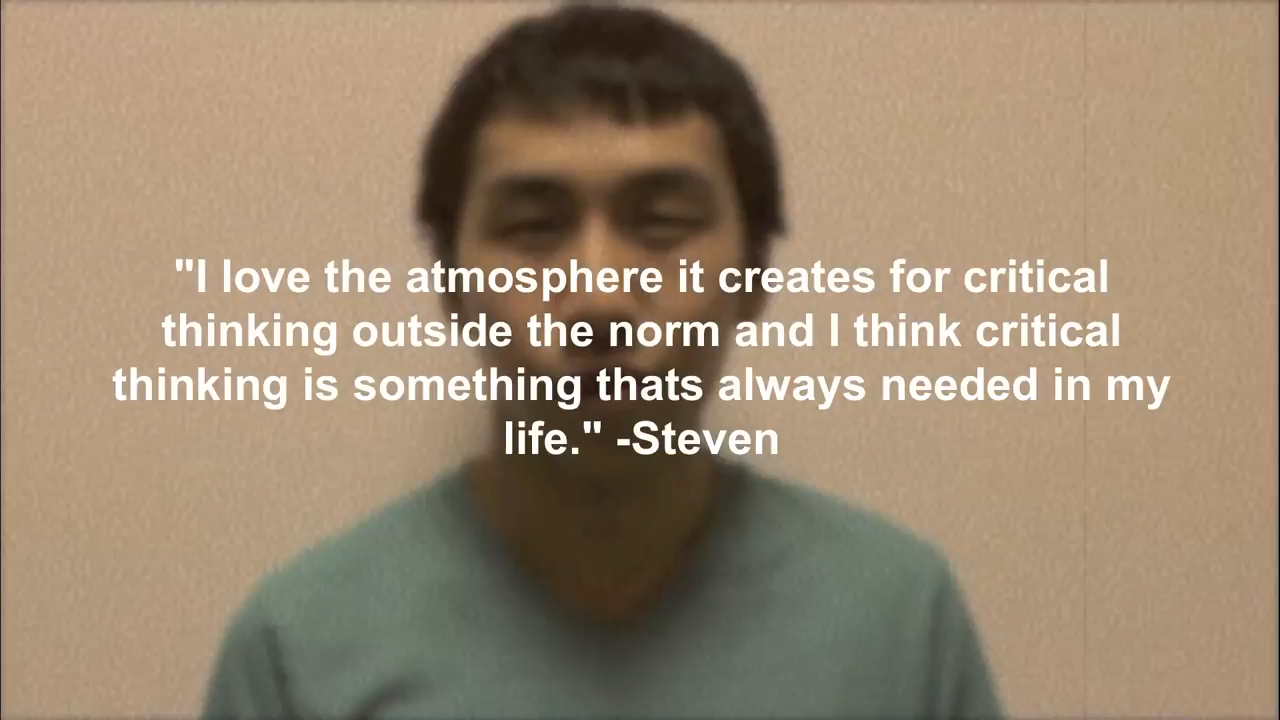 "I love the atmosphere it creates for critical
thinking outside the norm and I think critical
thinking is something thats always needed in my
life." -Steven